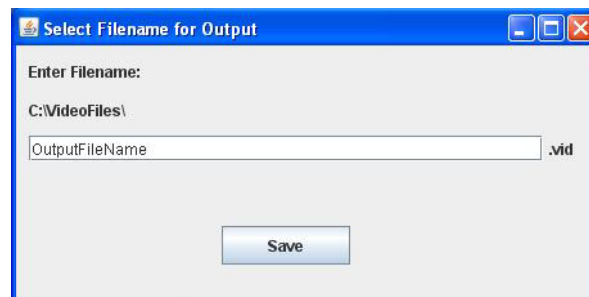 Select Filename for Output
Enter Filename:
C:\VideoFiles\
OutputFileName .vid
Save